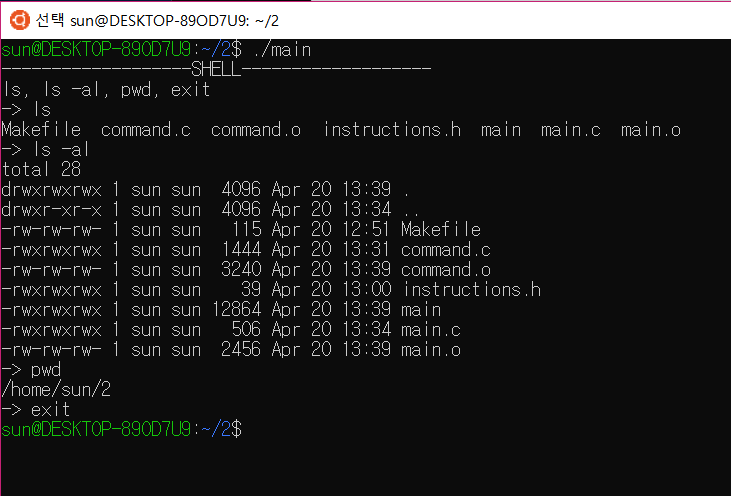 선택 sun@DESKTOP-89OD7U9: ~/2
sun@DESKTOP-89OD7U9:~/2$ ./main
-------------------SHELL-------------------
ls, ls -al, pwd, exit
-> ls
Makefile  command.c  command.o  instructions.h  main  main.c  main.o
-> ls -al
total 28
drwxrwxrwx 1 sun sun  4096 Apr 20 13:39 .
drwxr-xr-x 1 sun sun  4096 Apr 20 13:34 ..
-rw-rw-rw- 1 sun sun   115 Apr 20 12:51 Makefile
-rwxrwxrwx 1 sun sun  1444 Apr 20 13:31 command.c
-rw-rw-rw- 1 sun sun  3240 Apr 20 13:39 command.o
-rwxrwxrwx 1 sun sun    39 Apr 20 13:00 instructions.h
-rwxrwxrwx 1 sun sun 12864 Apr 20 13:39 main
-rwxrwxrwx 1 sun sun   506 Apr 20 13:34 main.c
-rw-rw-rw- 1 sun sun  2456 Apr 20 13:39 main.o
-> pwd
/home/sun/2
-> exit
sun@DESKTOP-89OD7U9:~/2$